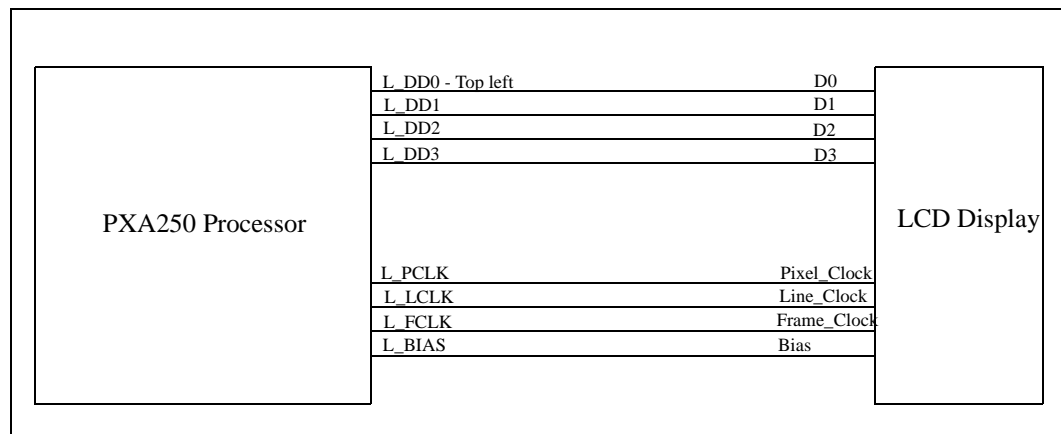 L_DD0 - Top left D0
L_DD1 D1
L_DD2 D2
L_DD3 D3
PXA250 Processor LCD Display
L_PCLK Pixel_Clock
L_LCLK Line_Clock
L_FCLK Frame_Clock
L_BIAS Bias